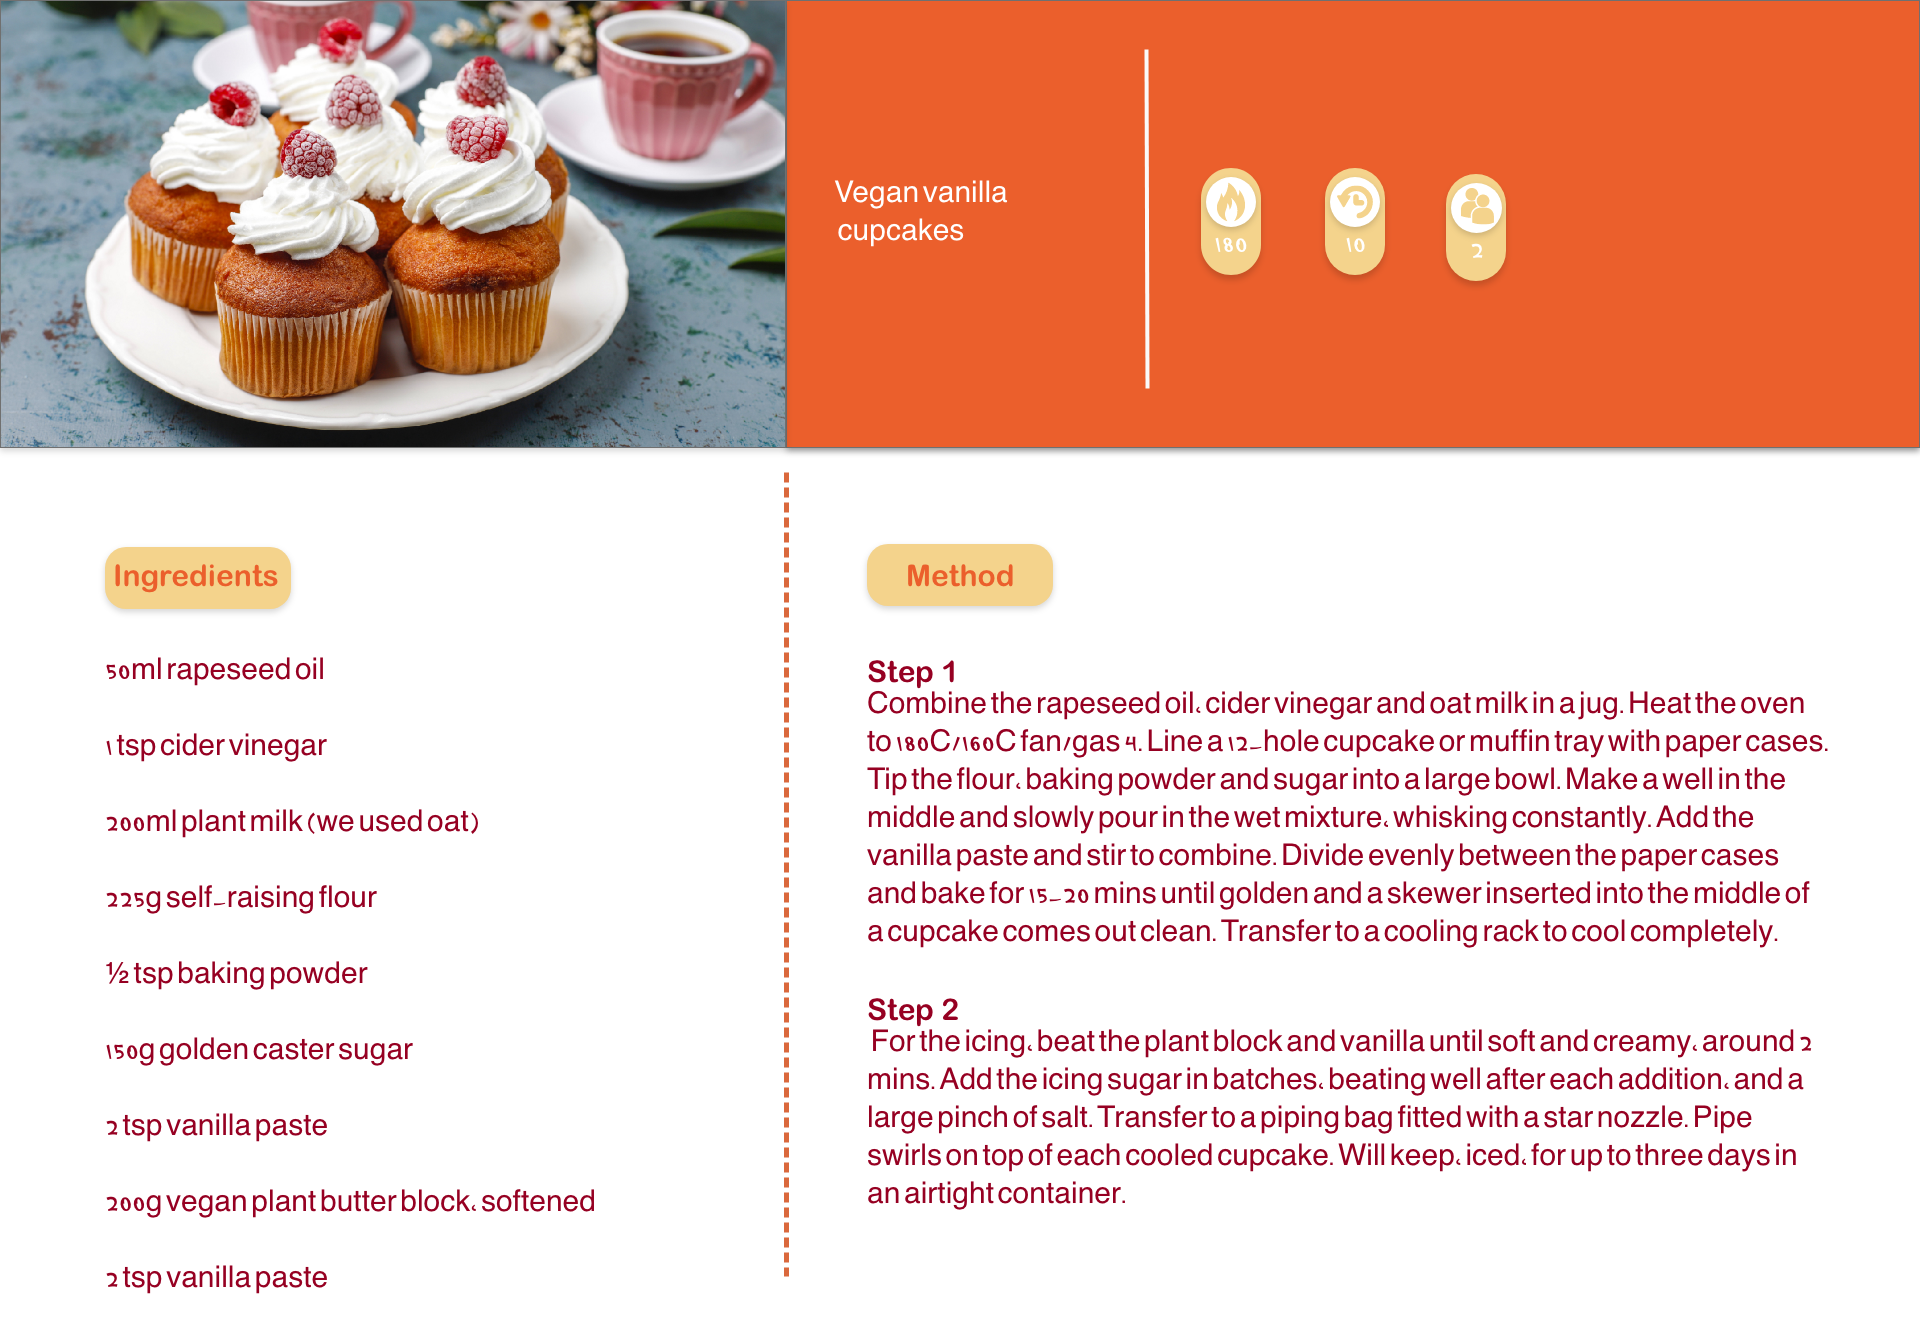 Vegan vanilla
cupcakes
180
10
2
Ingredients
50ml rapeseed oil
1 tsp cider vinegar
200ml plant milk (we used oat)
225g self-raising flour
½ tsp baking powder
150g golden caster sugar
2 tsp vanilla paste
200g vegan plant butter block، softened
2 tsp vanilla paste
Method
Step 1
Combine the rapeseed oil، cider vinegar and oat milk in a jug. Heat the oven
to 180C/160C fan/gas 4. Line a 12-hole cupcake or muffin tray with paper cases.
Tip the flour، baking powder and sugar into a large bowl. Make a well in the
middle and slowly pour in the wet mixture، whisking constantly. Add the
vanilla paste and stir to combine. Divide evenly between the paper cases
and bake for 15-20 mins until golden and a skewer inserted into the middle of
a cupcake comes out clean. Transfer to a cooling rack to cool completely.
Step 2
For the icing، beat the plant block and vanilla until soft and creamy، around 2
mins. Add the icing sugar in batches، beating well after each addition، and a
large pinch of salt. Transfer to a piping bag fitted with a star nozzle. Pipe
swirls on top of each cooled cupcake. Will keep، iced، for up to three days in
an airtight container.